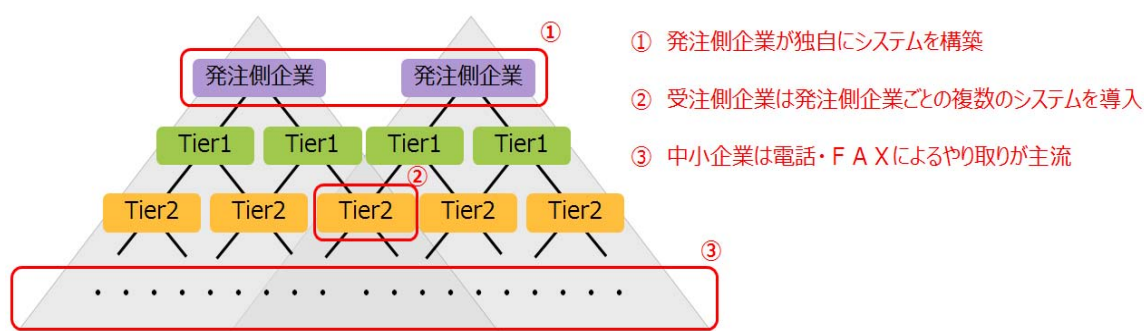 ①
① 発注側企業が独自にシステムを構築
発注側企業 発注側企業
② 受注側企業は発注側企業ごとの複数のシステムを導入
Tier1 Tier1 Tier1 Tier1
③ 中小企業は電話・ＦＡＸによるやり取りが主流
②
Tier2 Tier2 Tier2 Tier2 Tier2
③